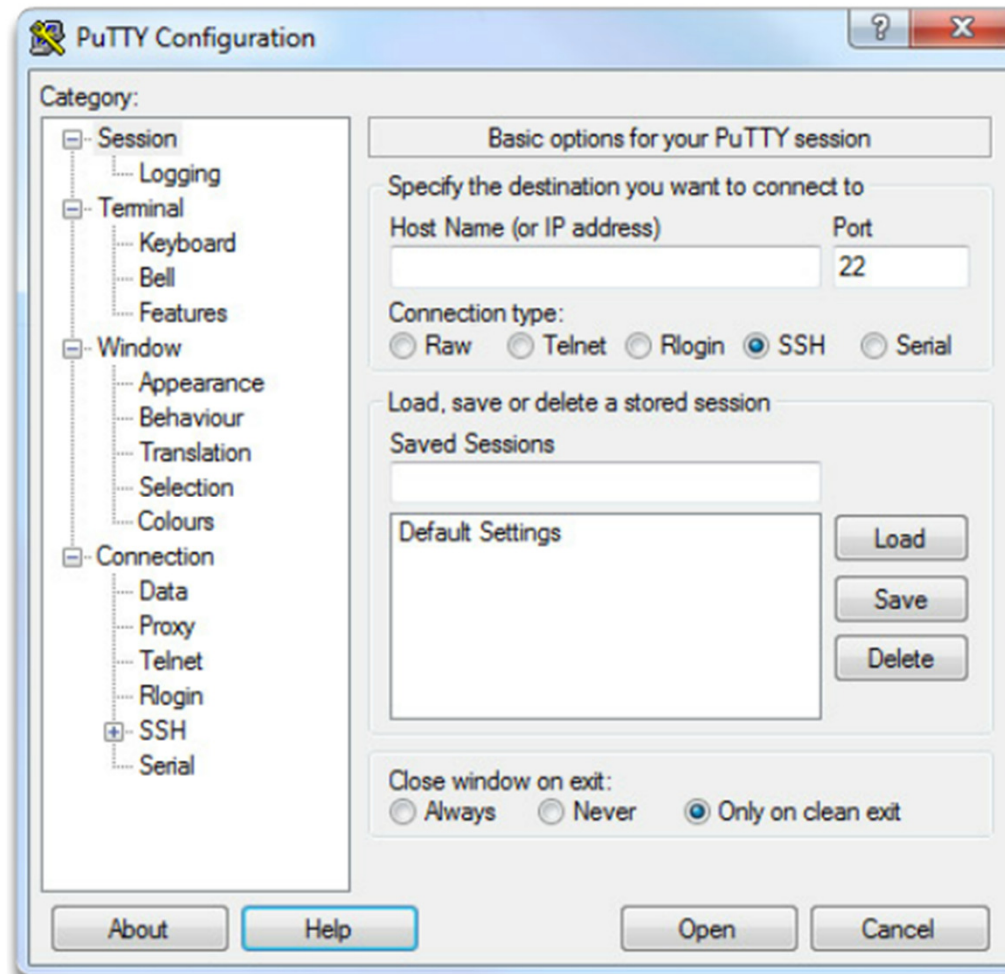 PuTTY Configuration
?
X
Category:
Session
Logging
Terminal
Keyboard
Bell
Features
Window
Appearance
Behaviour
Translation
Selection
Colours
Connection
Data
Proxy
Telnet
Rlogin
SSH
Serial
Basic options for your PuTTY session
Specify the destination you want to connect to
Host Name (or IP address) Port
22
Connection type:
Raw Telnet Rlogin SSH Serial
Load, save or delete a stored session
Saved Sessions
Default Settings
Load
Save
Delete
Close window on exit:
Always Never Only on clean exit
About Help Open Cancel